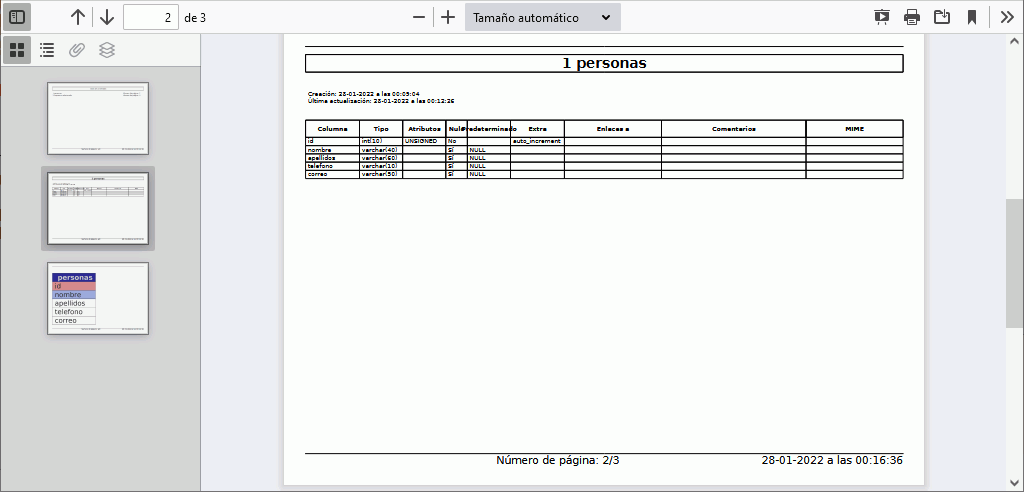 2 de 3 Tamaño automático
personas
id
nombre
apellidos
telefono
correo
1 personas
Creación: 28-01-2022 a las 00:09:04
Última actualización: 28-01-2022 a las 00:12:36
Columna Tipo Atributos Nulo Predeterminado Extra Enlaces a Comentarios MIME
id int(10) UNSIGNED No auto_increment
nombre varchar(40) Sí NULL
apellidos varchar(60) Sí NULL
telefono varchar(10) Sí NULL
correo varchar(50) Sí NULL
Número de página: 2/3 28-01-2022 a las 00:16:36